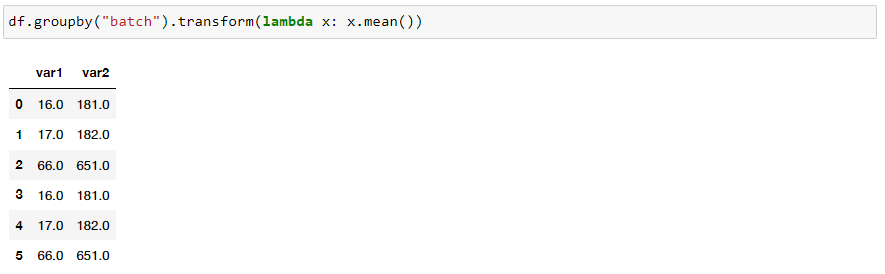 df.groupby("batch").transform(lambda x: x.mean())
var1 var2
0 16.0 181.0
1 17.0 182.0
2 66.0 651.0
3 16.0 181.0
4 17.0 182.0
5 66.0 651.0